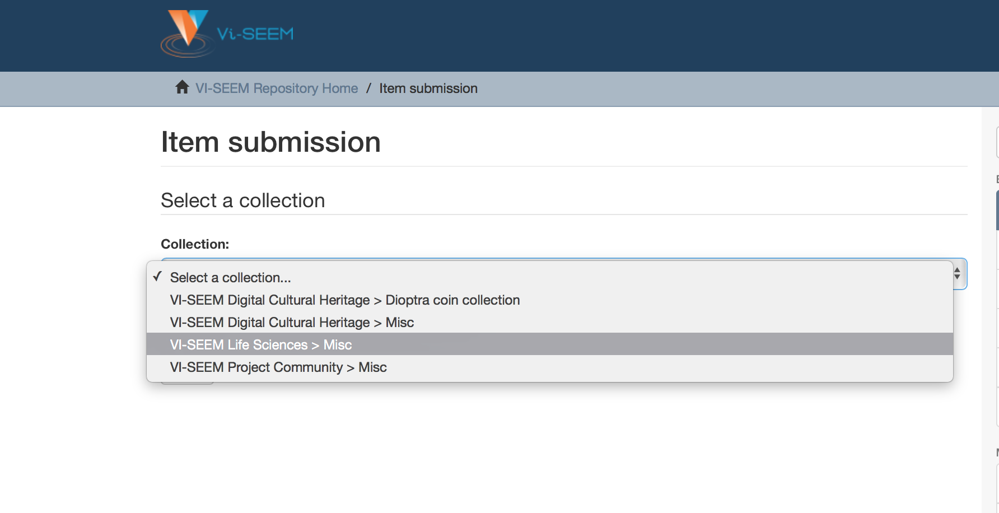 Vi-SEEM
VI-SEEM Repository Home / Item submission
Item submission
Select a collection
Collection:
✓ Select a collection...
VI-SEEM Digital Cultural Heritage > Dioptra coin collection
VI-SEEM Digital Cultural Heritage > Misc
VI-SEEM Life Sciences > Misc
VI-SEEM Project Community > Misc